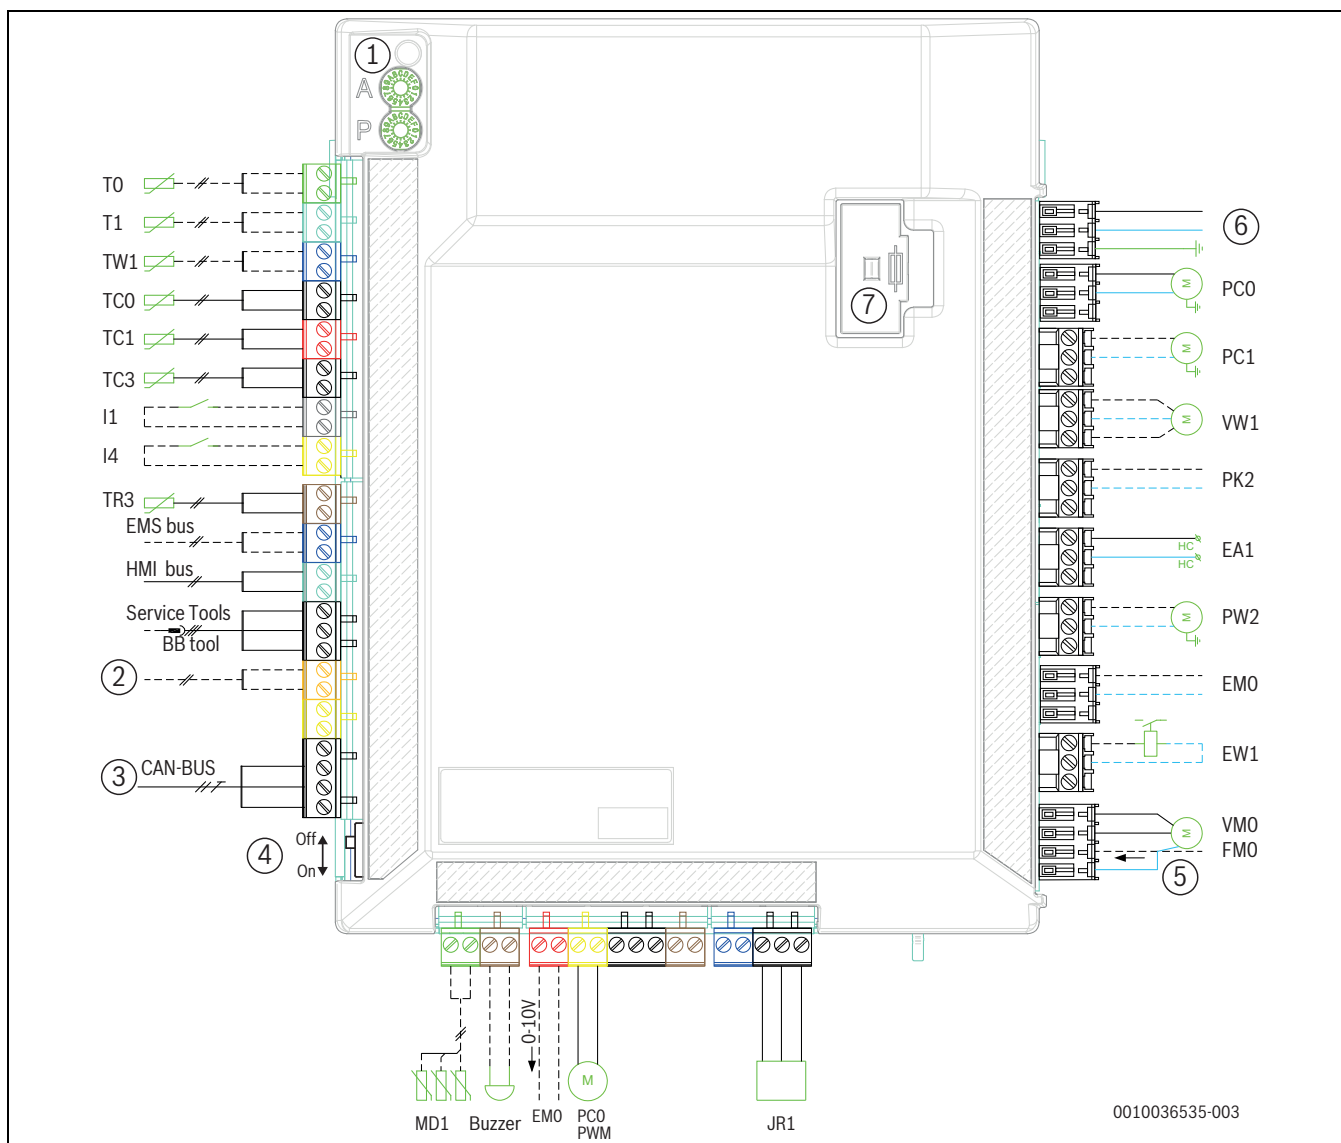 1
A
P
T0
T1
TW1
TC0
TC1
TC3
I1
I4
TR3
EMS bus
HMI bus
Service Tools
BB tool
2
3 CAN-BUS
4 Off
On
6
PC0
M
7
PC1
M
VW1
M
PK2
EA1
HC
HC
PW2
M
EM0
EW1
VM0
M
FM0
5
0-10V
MD1
Buzzer
EM0
M
PC0
PWM
JR1
0010036535-003